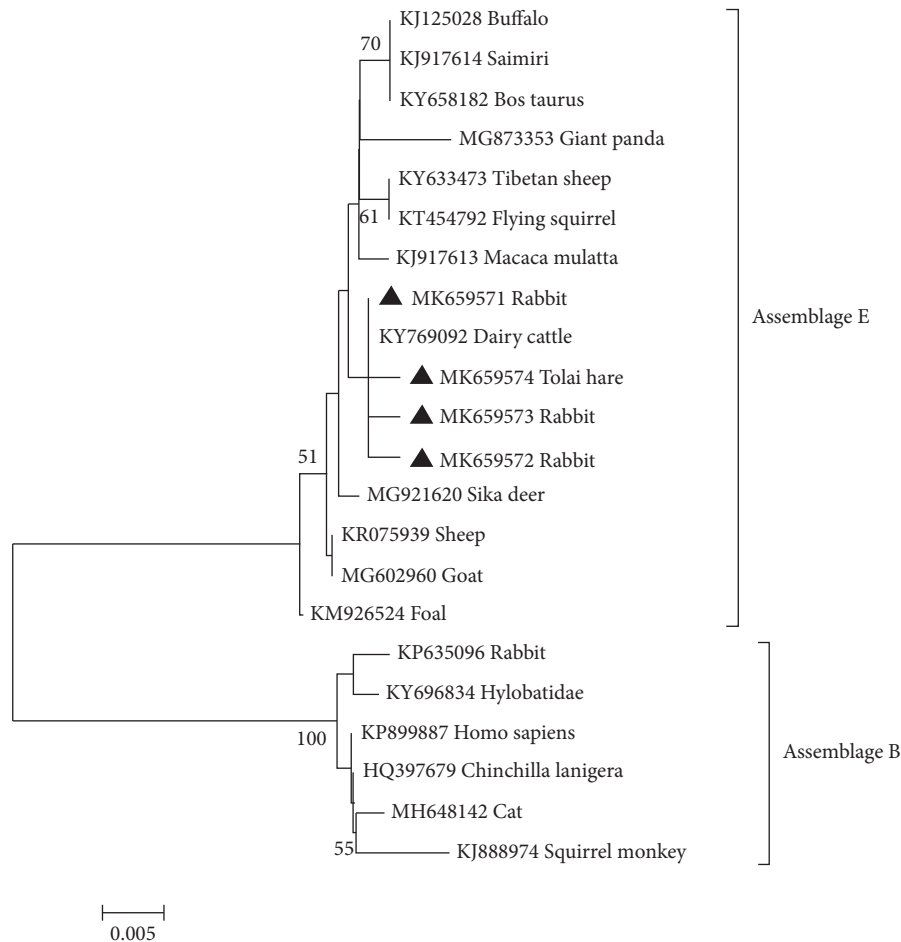 KJ125028 Buffalo
70
KJ917614 Saimiri
KY658182 Bos taurus
MG873353 Giant panda
KY633473 Tibetan sheep
61
KT454792 Flying squirrel
KJ917613 Macaca mulatta
MK659571 Rabbit
Assemblage E
KY769092 Dairy cattle
MK659574 Tolai hare
MK659573 Rabbit
51
MK659572 Rabbit
MG921620 Sika deer
KR075939 Sheep
MG602960 Goat
KM926524 Foal
KP635096 Rabbit
KY696834 Hylobatidae
100
KP899887 Homo sapiens
Assemblage B
HQ397679 Chinchilla lanigera
MH648142 Cat
55
KJ888974 Squirrel monkey
0.005